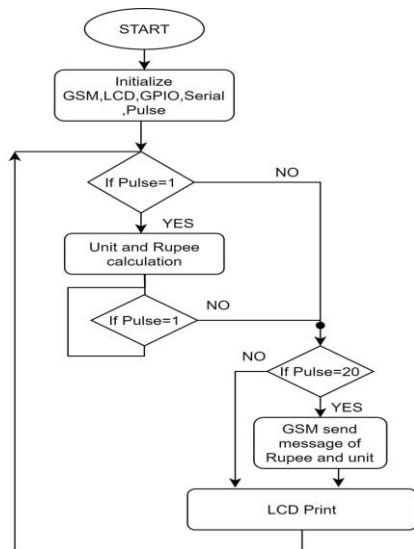 START
Initialize
GSM,LCD,GPIO,Serial
,Pulse
If Pulse=1
NO
YES
Unit and Rupee
calculation
If Pulse=1
NO
NO
If Pulse=20
YES
GSM send
message of
Rupee and unit
LCD Print